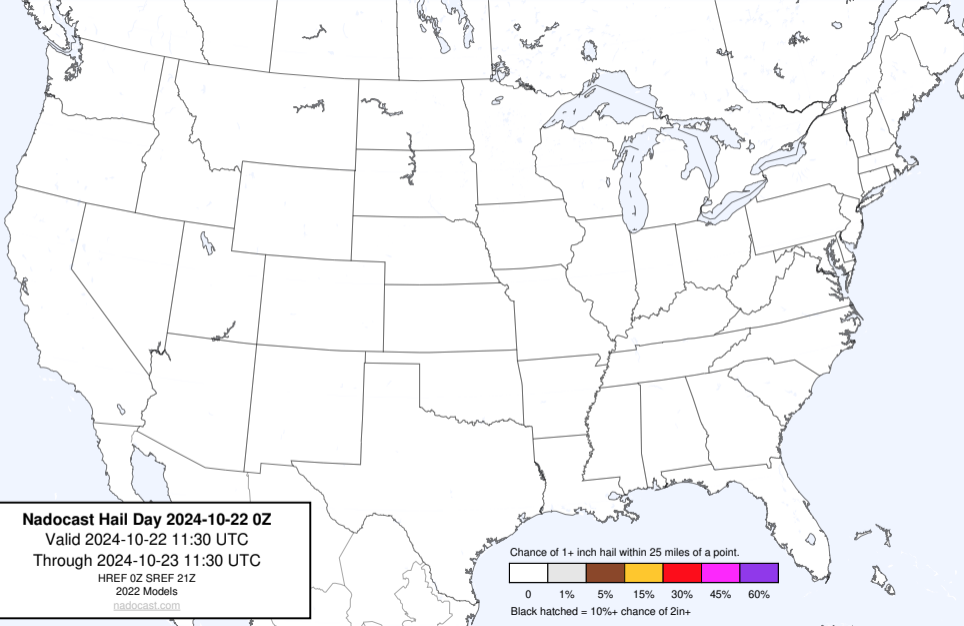 Nadocast Hail Day 2024-10-22 0Z
Valid 2024-10-22 11:30 UTC
Through 2024-10-23 11:30 UTC
HREF 0Z SREF 21Z
2022 Models
nadocast.com
Chance of 1+ inch hail within 25 miles of a point.
0 1% 5% 15% 30% 45% 60%
Black hatched = 10%+ chance of 2in+